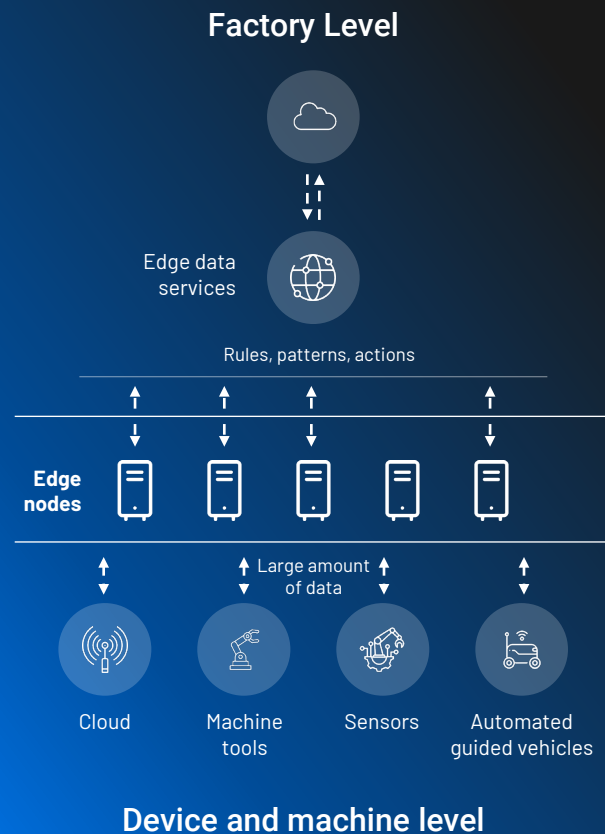 Factory Level
Edge data
services
Rules, patterns, actions
Edge
nodes
Large amount
of data
Cloud
Machine
tools
Sensors
Automated
guided vehicles
Device and machine level